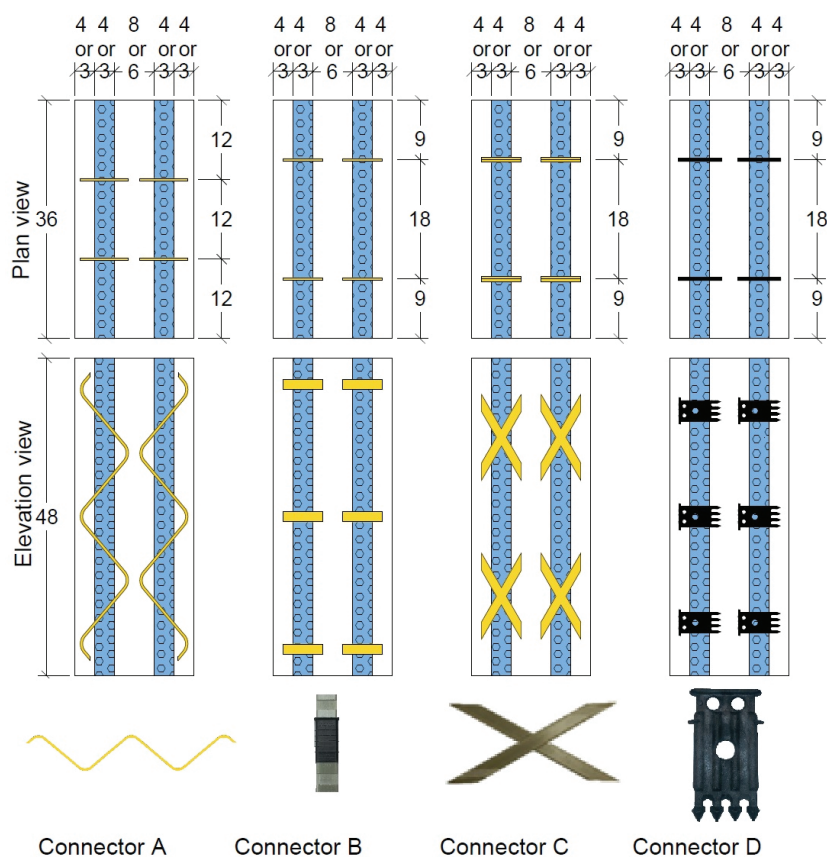 4 4 8 4 4
or or or or or
3 3 6 3 3
4 4 8 4 4
or or or or or
3 3 6 3 3
4 4 8 4 4
or or or or or
3 3 6 3 3
4 4 8 4 4
or or or or or
3 3 6 3 3
Plan view
36
12
12
12
9
18
9
9
18
9
9
18
9
Elevation view
48
Connector A
Connector B
Connector C
Connector D